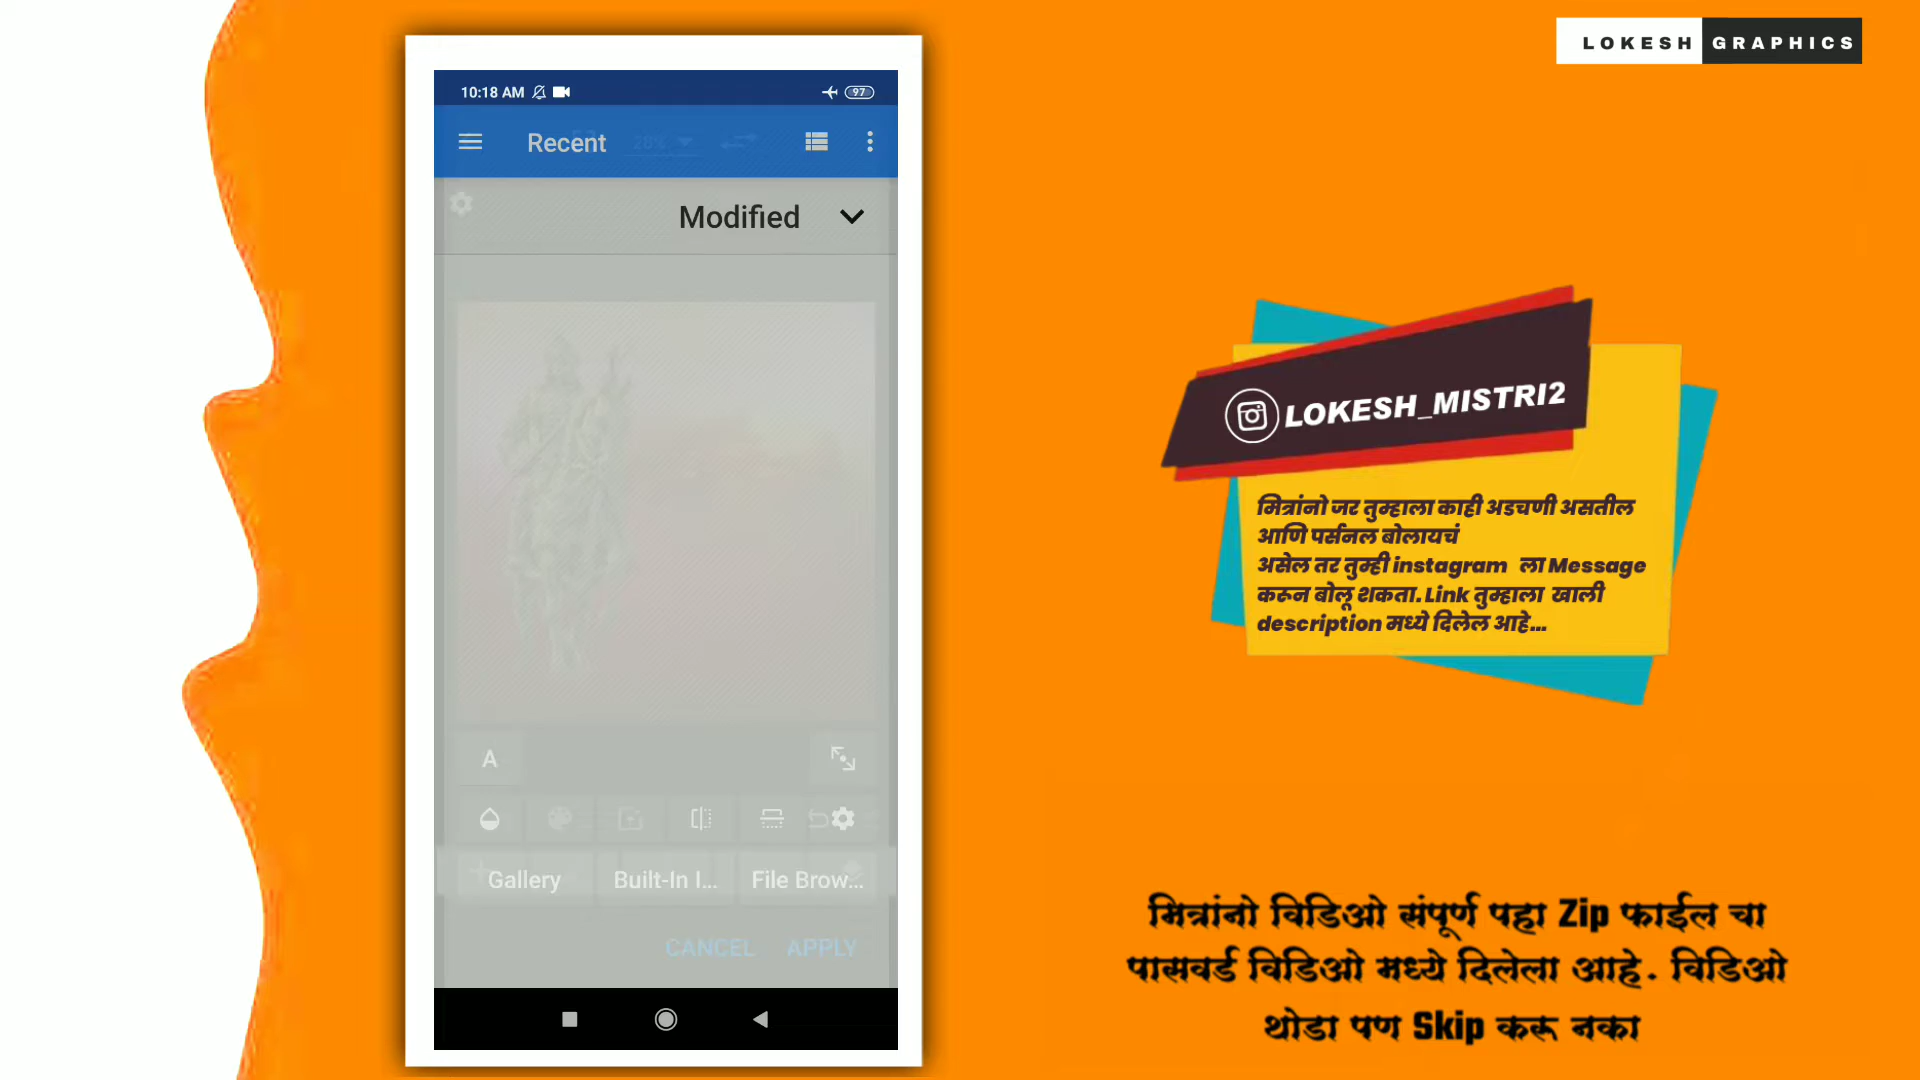 LOKESH GRAPHICS
10:18 AM 97
Recent 28%
Modified
A
Gallery Built-In I... File Brow...
CANCEL APPLY
LOKESH_MISTRI2
मित्रांनो जर तुम्हाला काही अडचणी असतील
आणि पर्सनल बोलायचं
असेल तर तुम्ही instagram ला Message
करून बोलू शकता. Link तुम्हाला खाली
description मध्ये दिलेल आहे...
मित्रांनो विडिओ संपूर्ण पहा Zip फाईल चा
पासवर्ड विडिओ मध्ये दिलेला आहे. विडिओ
थोडा पण Skip करू नका